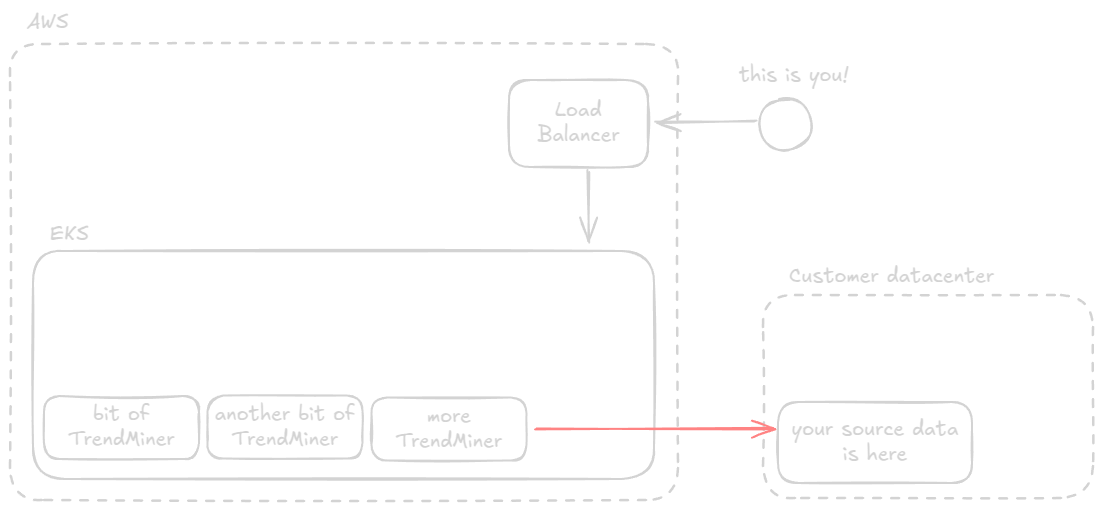 AWS
this is you!
Load
Balancer
EKS
Customer datacenter
bit of
TrendMiner
another bit of
TrendMiner
more
TrendMiner
your source data
is here